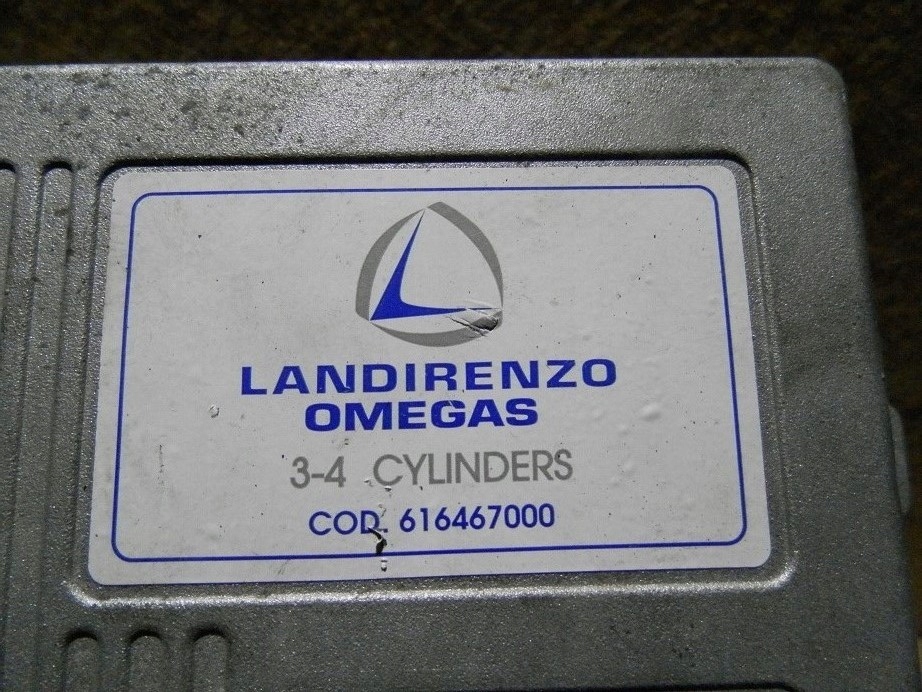 LANDIRENZO
OMEGAS
3-4 CYLINDERS
COD. 616467000